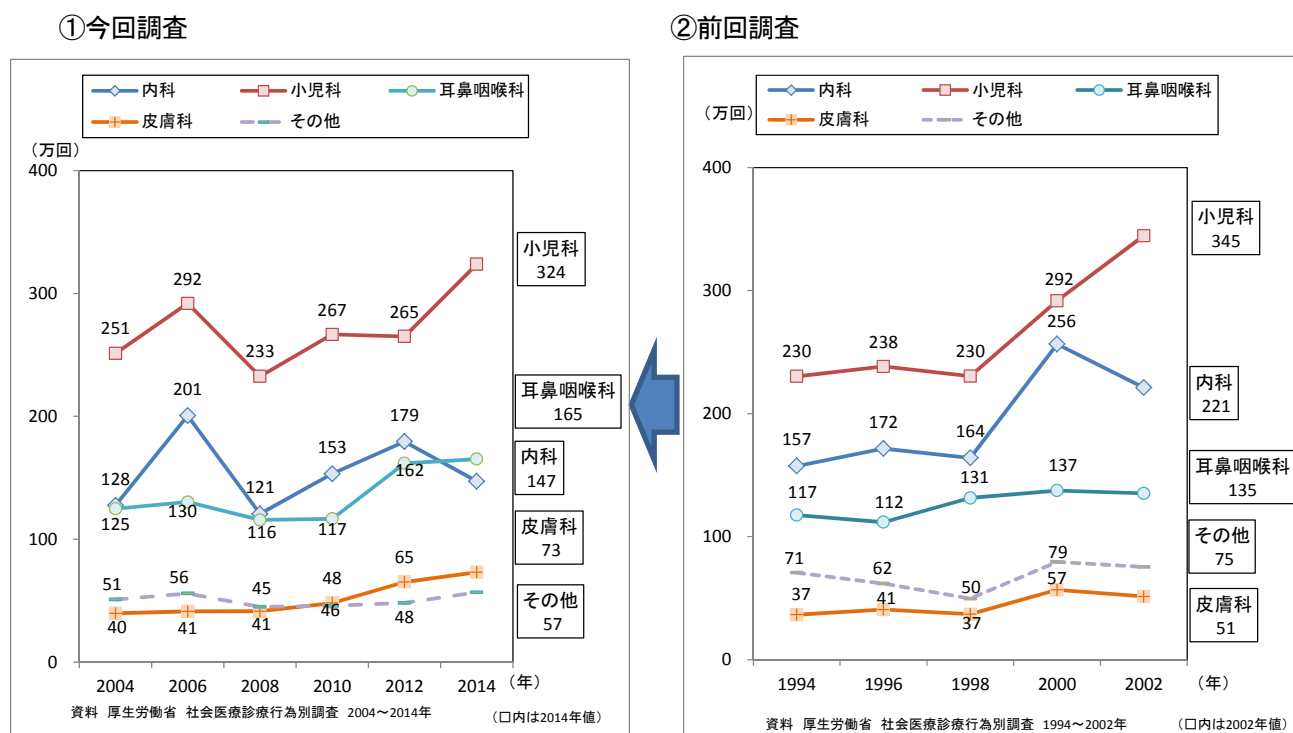 ①今回調査
内科 小児科 耳鼻咽喉科
皮膚科 その他
（万回）
400
300
200
100
0
251 292 233 267 265
128 201 121 153 179
125 130 116 117 162
51 56 45 48 65
40 41 41 46 48
小児科
324
耳鼻咽喉科
165
内科
147
皮膚科
73
その他
57
2004 2006 2008 2010 2012 2014 （年）
資料 厚生労働省 社会医療診療行為別調査 2004～2014年 （口内は2014年値）
②前回調査
内科 小児科 耳鼻咽喉科
皮膚科 その他
（万回）
400
300
200
100
0
230 238 230 292
157 172 164 256
117 112 131 137
71 62 50 79
37 41 37 57
小児科
345
内科
221
耳鼻咽喉科
135
その他
75
皮膚科
51
1994 1996 1998 2000 2002 （年）
資料 厚生労働省 社会医療診療行為別調査 1994～2002年 （口内は2002年値）